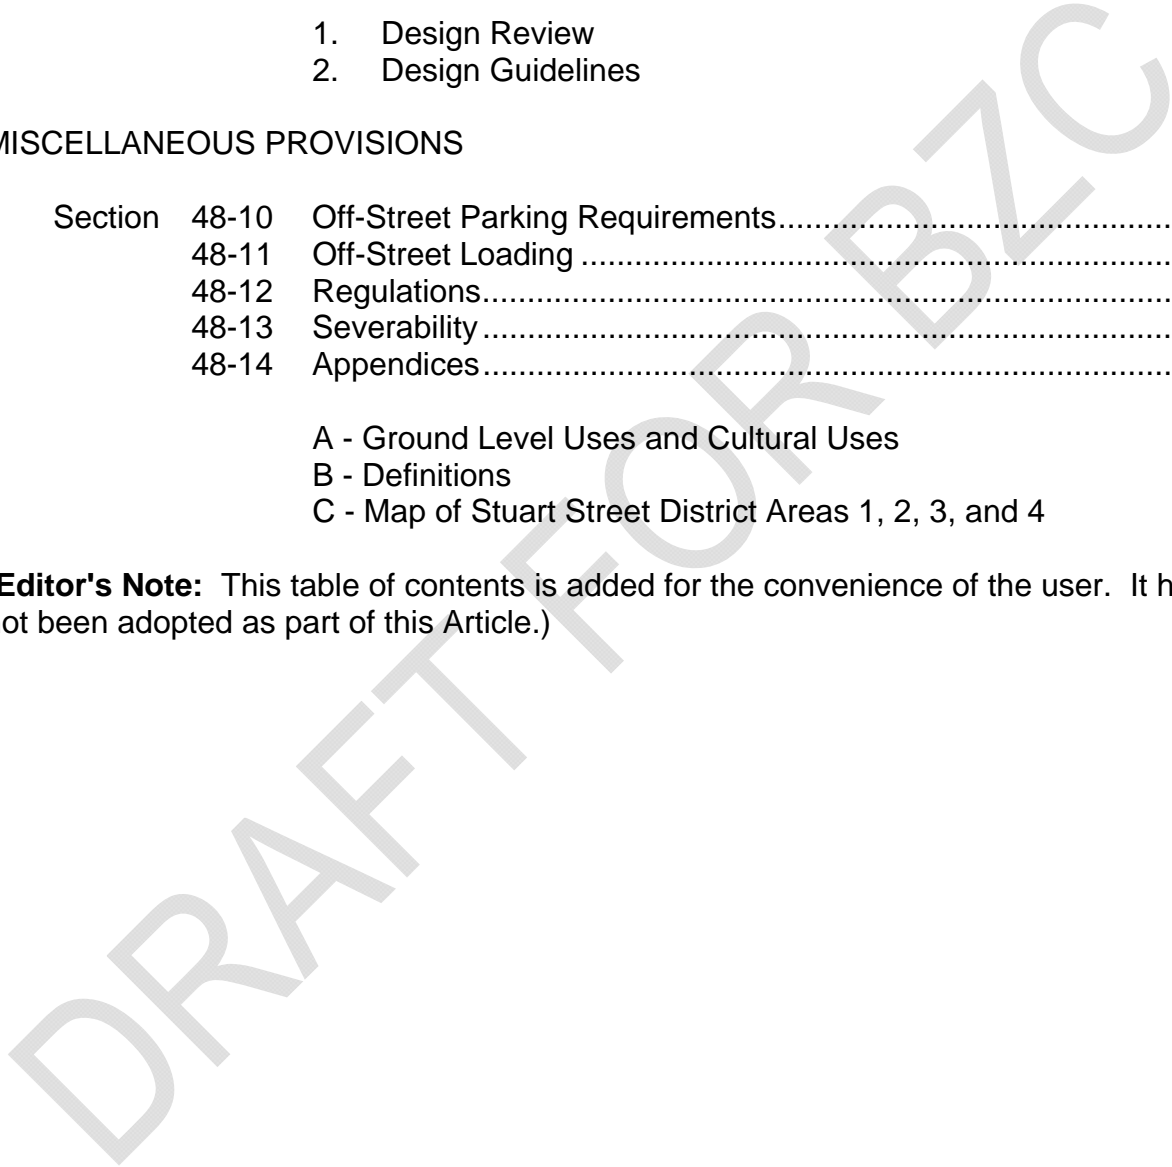 1. Design Review
2. Design Guidelines
MISCELLANEOUS PROVISIONS
Section 48-10 Off-Street Parking Requirements............................................
48-11 Off-Street Loading ..................................................................
48-12 Regulations.............................................................................
48-13 Severability .............................................................................
48-14 Appendices.............................................................................
A - Ground Level Uses and Cultural Uses
B - Definitions
C - Map of Stuart Street District Areas 1, 2, 3, and 4
Editor's Note: This table of contents is added for the convenience of the user. It h
ot been adopted as part of this Article.)
DRAFT FOR BZC